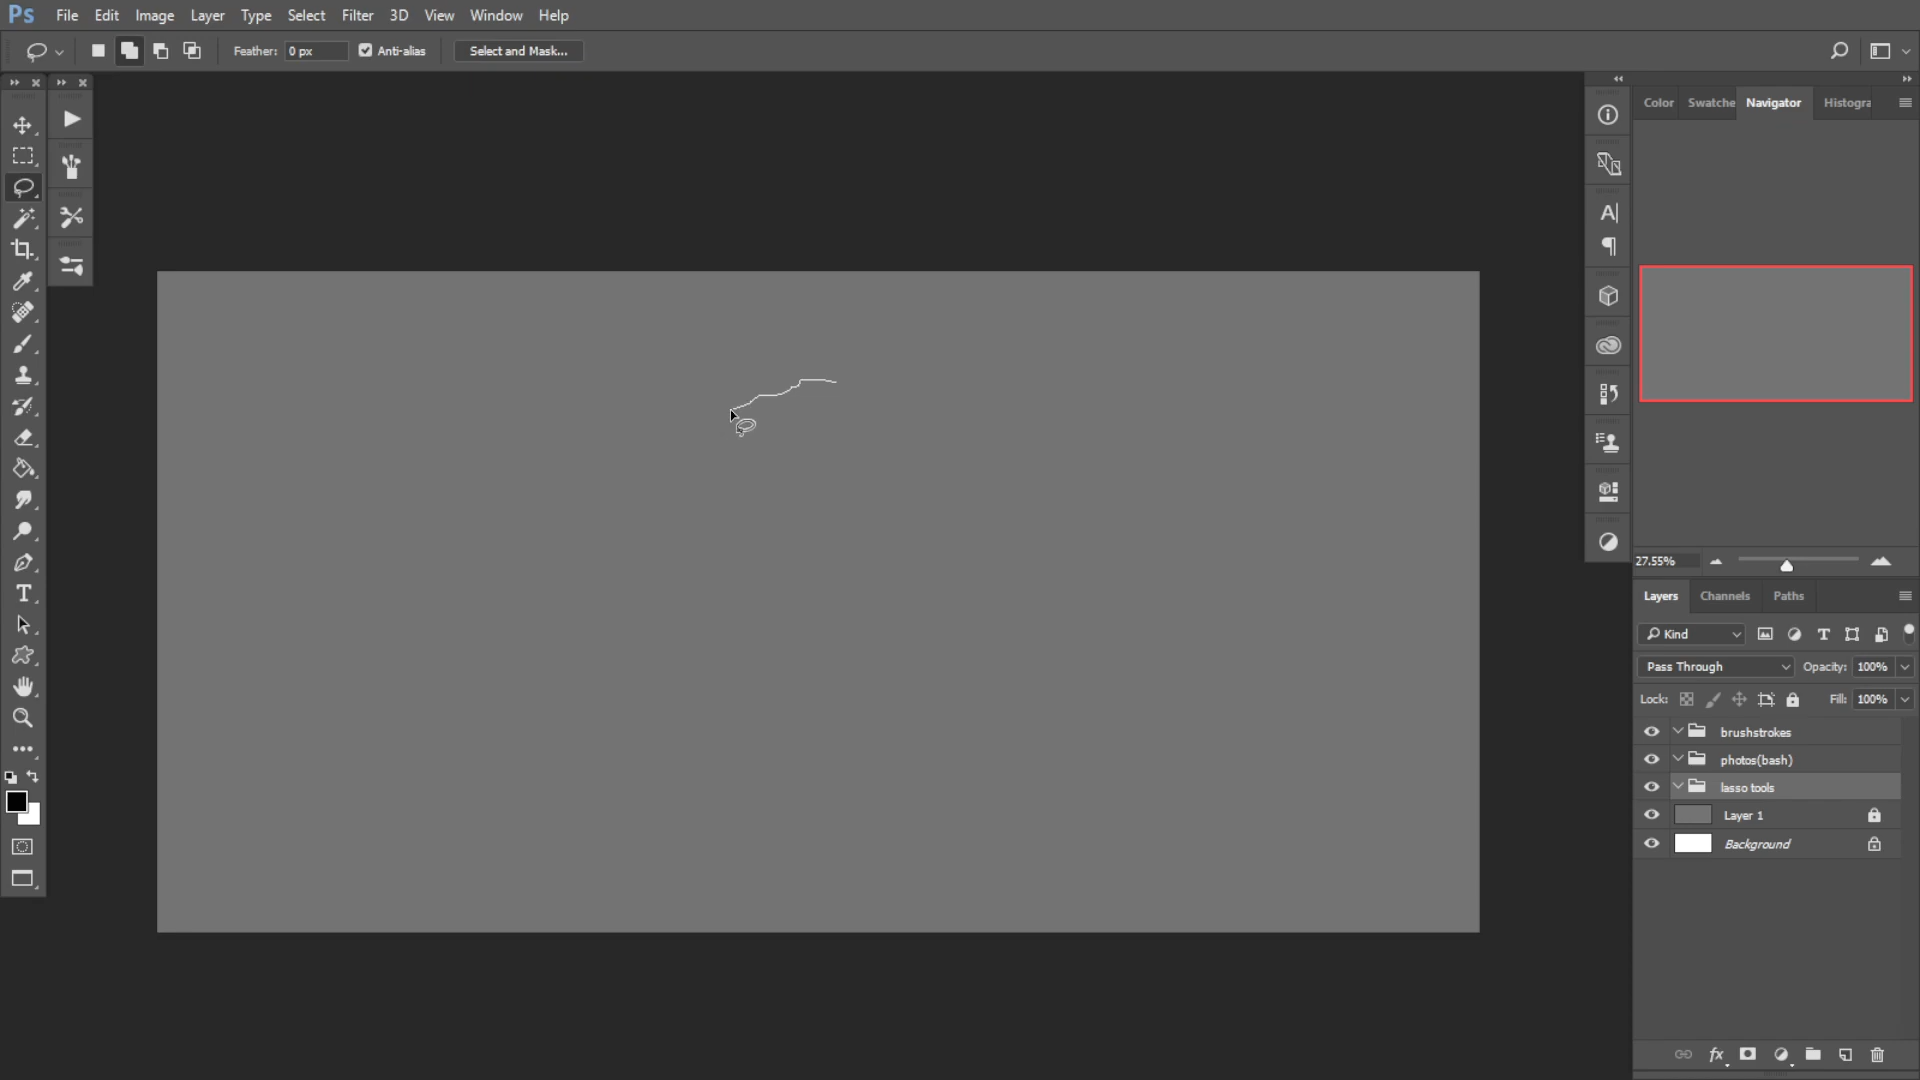 Ps File Edit Image Layer Type Select Filter 3D View Window Help
Feather: 0 px Anti-alias Select and Mask...
Color Swatche Navigator Histogra
27.55%
Layers Channels Paths
Kind
Pass Through Opacity: 100%
Lock: Fill: 100%
brushstrokes
photos(bash)
lasso tools
Layer 1
Background
fx